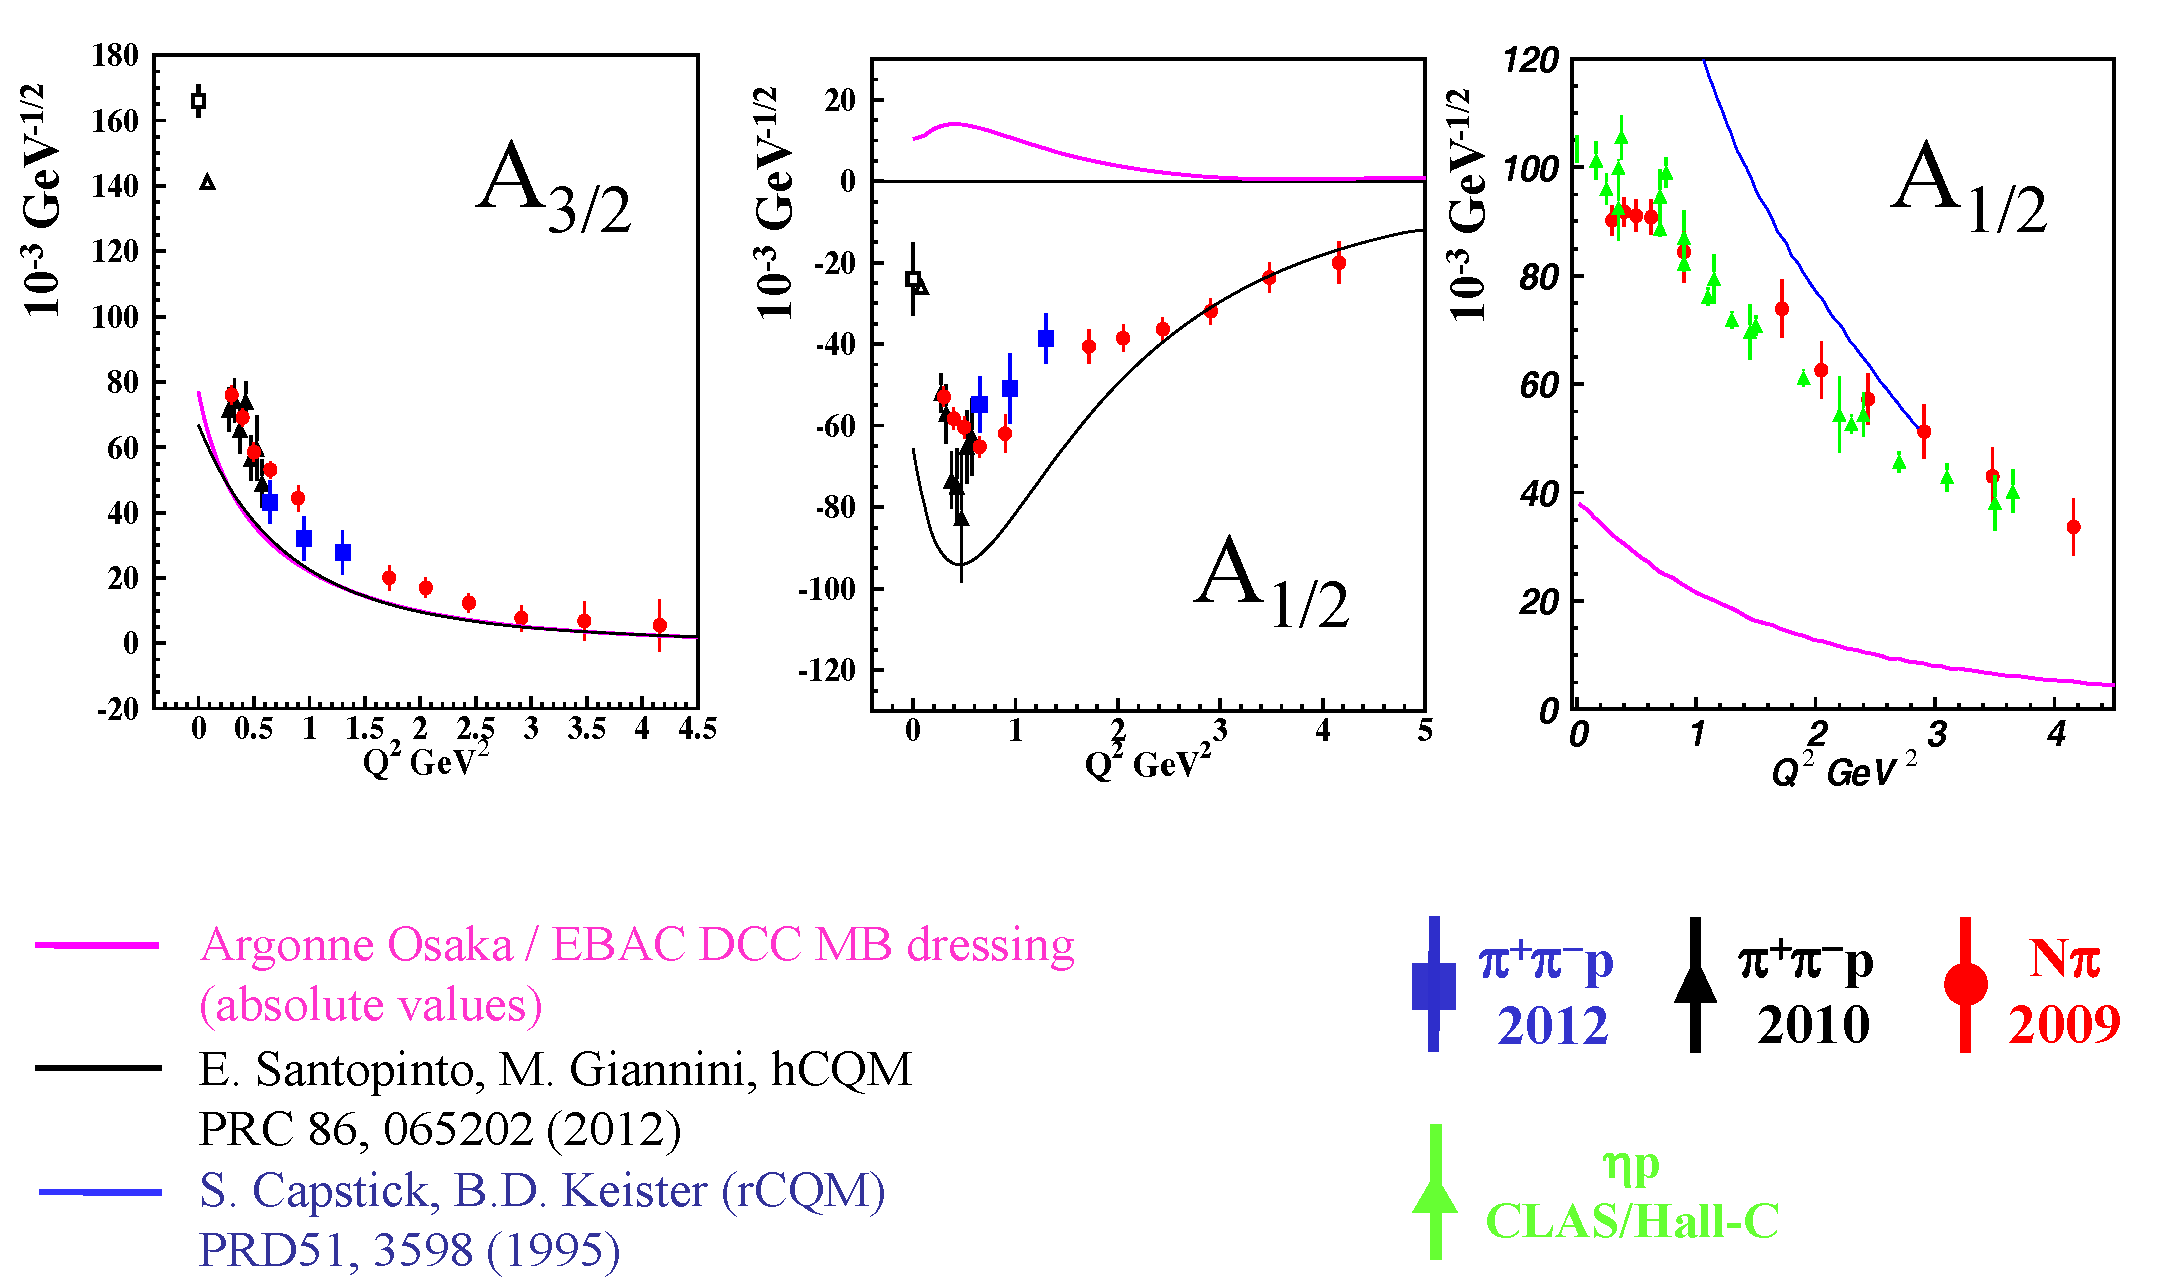 180
160
140
120
100
80
60
40
20
0
-20
10⁻³ GeV⁻¹/²
A₃/₂
0 0.5 1 1.5 2 2.5 3 3.5 4 4.5
Q² GeV²
20
0
-20
-40
-60
-80
-100
-120
10⁻³ GeV⁻¹/²
A₁/₂
0 1 2 3 4 5
Q² GeV²
120
100
80
60
40
20
0
10⁻³ GeV⁻¹/²
A₁/₂
0 1 2 3 4
Q² GeV²
Argonne Osaka / EBAC DCC MB dressing
(absolute values)
E. Santopinto, M. Giannini, hCQM
PRC 86, 065202 (2012)
S. Capstick, B.D. Keister (rCQM)
PRD51, 3598 (1995)
π⁺π⁻p
2012
π⁺π⁻p
2010
Nπ
2009
ηp
CLAS/Hall-C